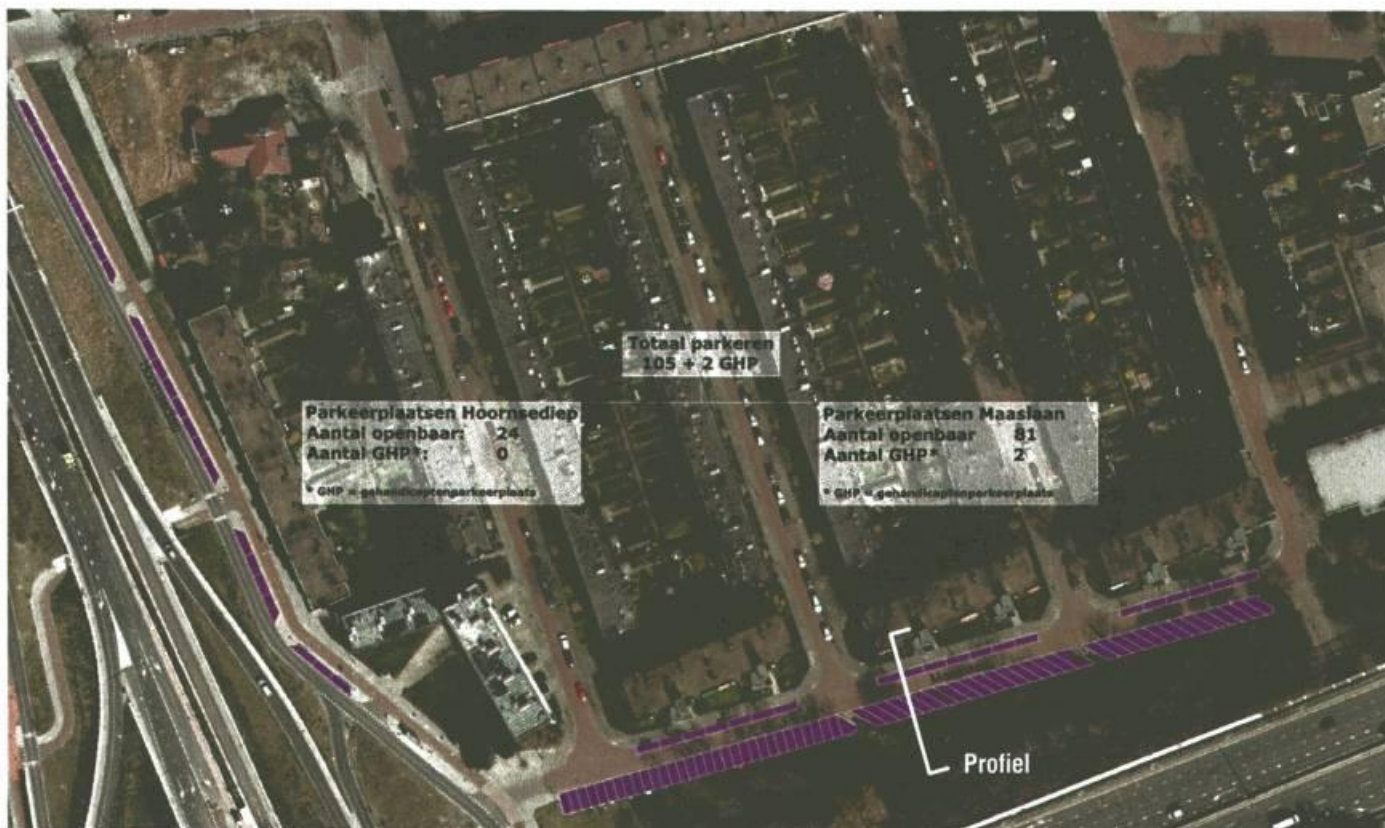 Totaal parkeren
105 + 2 GHP
Parkeerplaatsen Hoornsediep
Aantal openbaar: 24
Aantal GHP*: 0
* GHP = gehandicaptenparkeerplaats
Parkeerplaatsen Maaslaan
Aantal openbaar 81
Aantal GHP* 2
* GHP = gehandicaptenparkeerplaats
Profiel